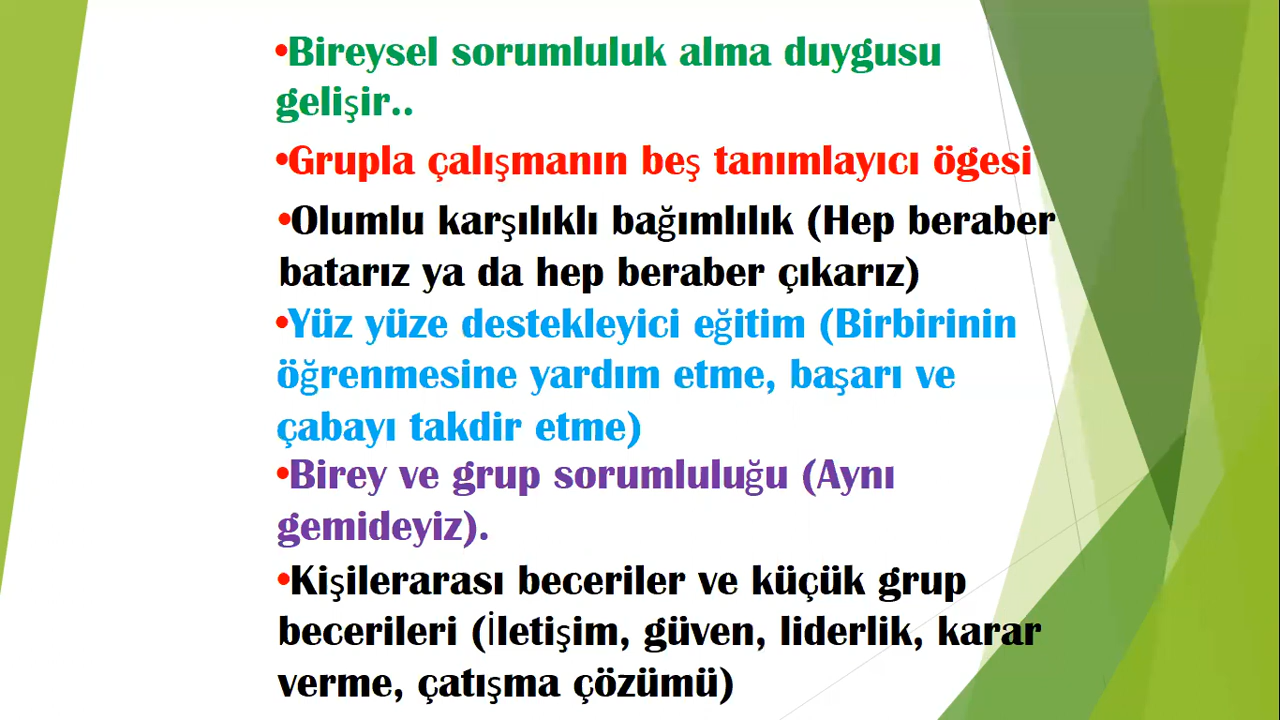 •Bireysel sorumluluk alma duygusu
gelişir..
•Grupla çalışmanın beş tanımlayıcı ögesi
•Olumlu karşılıklı bağımlılık (Hep beraber
batarız ya da hep beraber çıkarız)
•Yüz yüze destekleyici eğitim (Birbirinin
öğrenmesine yardım etme, başarı ve
çabayı takdir etme)
•Birey ve grup sorumluluğu (Aynı
gemideyiz).
•Kişilerarası beceriler ve küçük grup
becerileri (İletişim, güven, liderlik, karar
verme, çatışma çözümü)